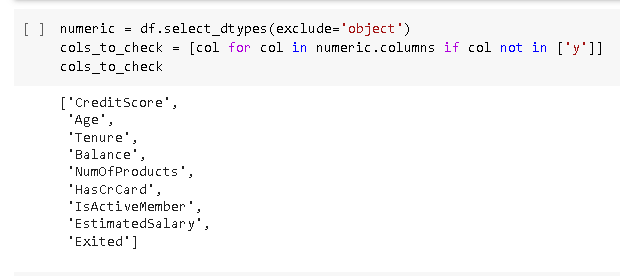 [ ] numeric = df.select_dtypes(exclude='object')
cols_to_check = [col for col in numeric.columns if col not in ['y']]
cols_to_check
['CreditScore',
'Age',
'Tenure',
'Balance',
'NumOfProducts',
'HasCrCard',
'IsActiveMember',
'EstimatedSalary',
'Exited']